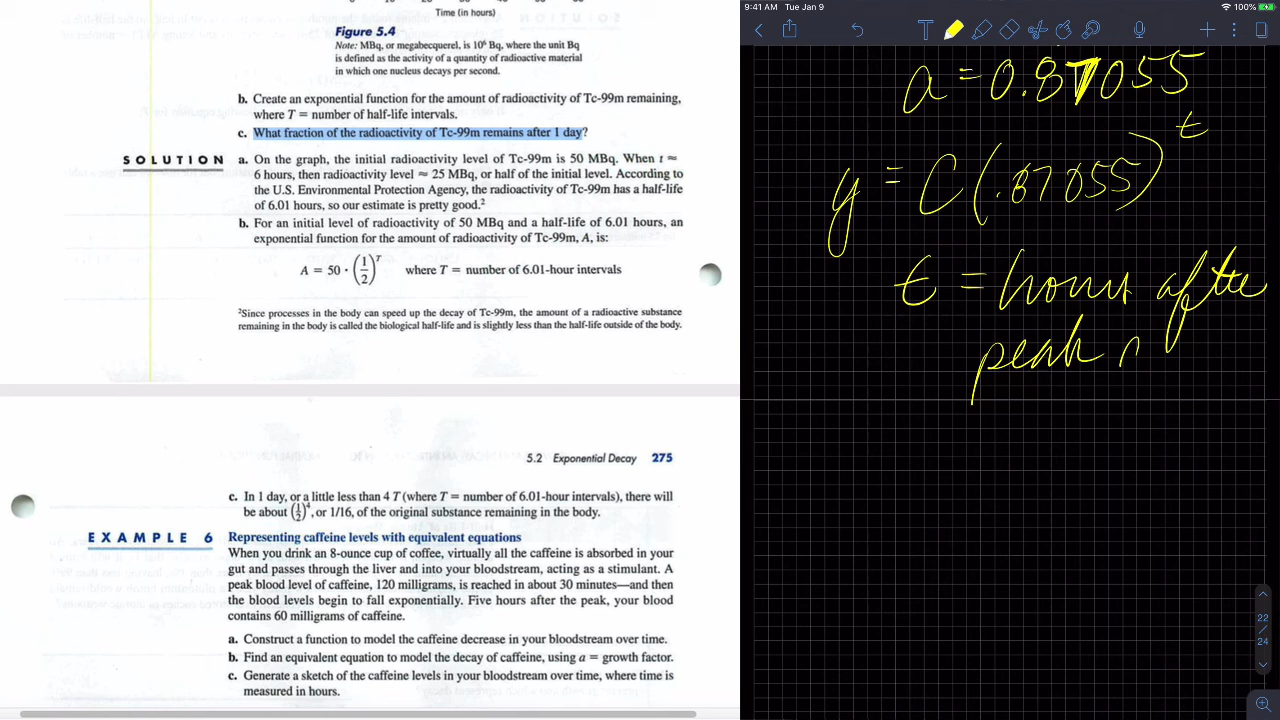 9:41 AM Tue Jan 9
100%
Time (in hours)
Figure 5.4
Note: MBq, or megabecquerel, is 10⁶ Bq, where the unit Bq
is defined as the activity of a quantity of radioactive material
in which one nucleus decays per second.
b. Create an exponential function for the amount of radioactivity of Tc-99m remaining,
where T = number of half-life intervals.
c. What fraction of the radioactivity of Tc-99m remains after 1 day?
SOLUTION
a. On the graph, the initial radioactivity level of Tc-99m is 50 MBq. When t ≈
6 hours, then radioactivity level ≈ 25 MBq, or half of the initial level. According to
the U.S. Environmental Protection Agency, the radioactivity of Tc-99m has a half-life
of 6.01 hours, so our estimate is pretty good.²
b. For an initial level of radioactivity of 50 MBq and a half-life of 6.01 hours, an
exponential function for the amount of radioactivity of Tc-99m, A, is:
A = 50 · (1/2)^T where T = number of 6.01-hour intervals
²Since processes in the body can speed up the decay of Tc-99m, the amount of a radioactive substance
remaining in the body is called the biological half-life and is slightly less than the half-life outside of the body.
5.2 Exponential Decay 275
c. In 1 day, or a little less than 4 T (where T = number of 6.01-hour intervals), there will
be about (1/2)⁴, or 1/16, of the original substance remaining in the body.
EXAMPLE 6 Representing caffeine levels with equivalent equations
When you drink an 8-ounce cup of coffee, virtually all the caffeine is absorbed in your
gut and passes through the liver and into your bloodstream, acting as a stimulant. A
peak blood level of caffeine, 120 milligrams, is reached in about 30 minutes—and then
the blood levels begin to fall exponentially. Five hours after the peak, your blood
contains 60 milligrams of caffeine.
a. Construct a function to model the caffeine decrease in your bloodstream over time.
b. Find an equivalent equation to model the decay of caffeine, using a = growth factor.
c. Generate a sketch of the caffeine levels in your bloodstream over time, where time is
measured in hours.
a = 0.87055
y = C(.87055)^t
t = hours after
peak
22
24